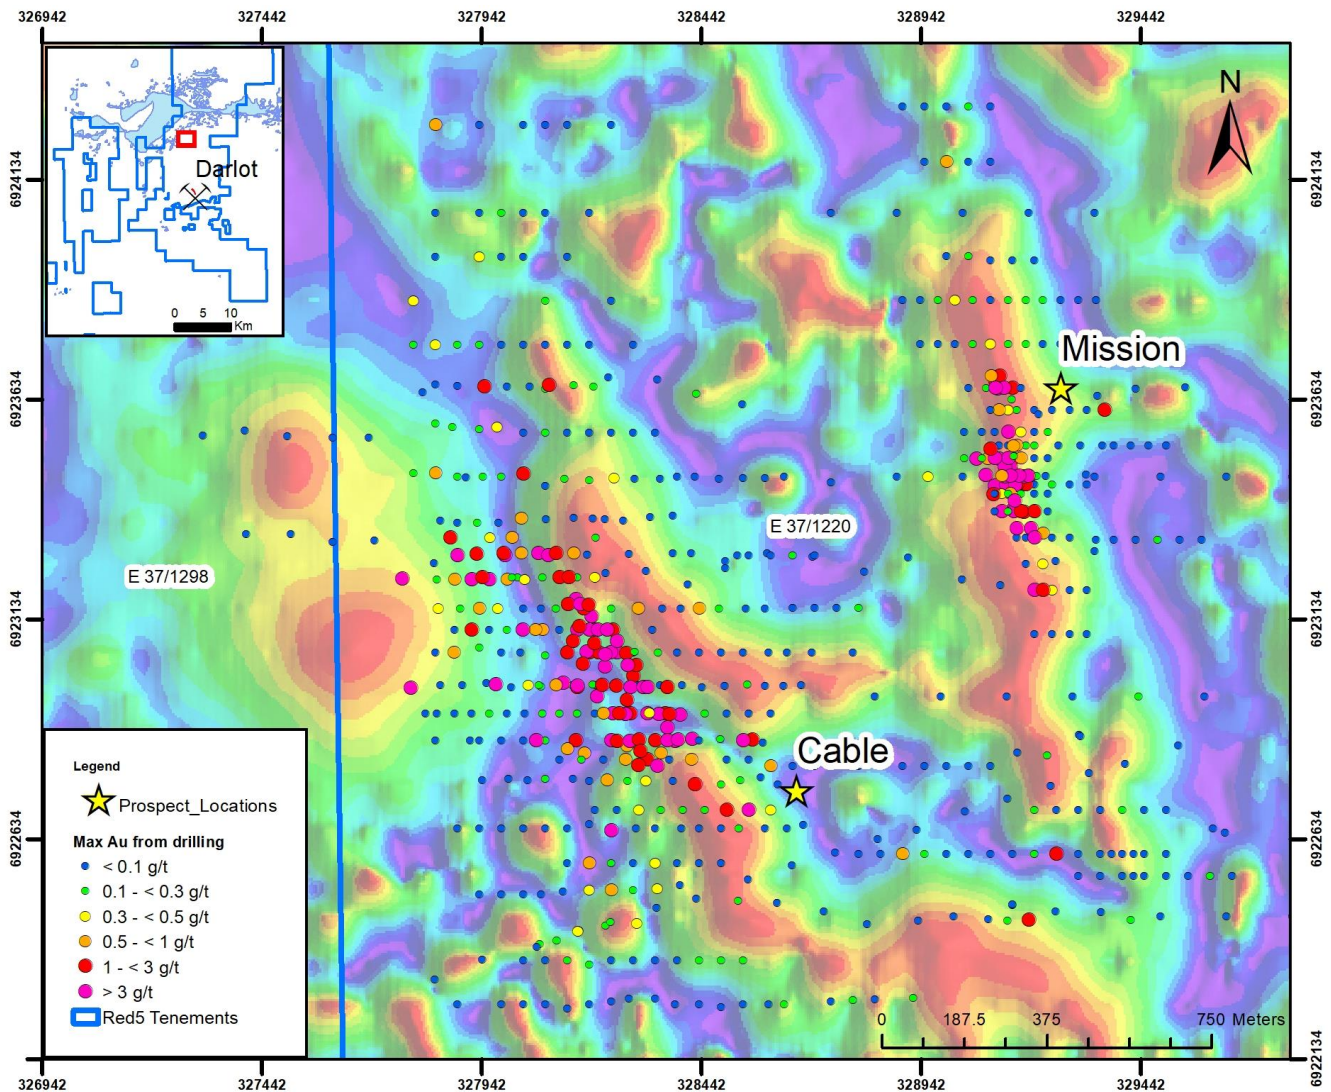 326942 327442 327942 328442 328942 329442
N
6924134 6924134
Darlot
0 5 10
Km
Mission
6923634 6923634
E 37/1220
E 37/1298
6923134 6923134
Cable
Legend
Prospect_Locations
Max Au from drilling
< 0.1 g/t
0.1 - < 0.3 g/t
0.3 - < 0.5 g/t
0.5 - < 1 g/t
1 - < 3 g/t
> 3 g/t
Red5 Tenements
6922634 6922634
0 187.5 375 750 Meters
6922134
326942 327442 327942 328442 328942 329442